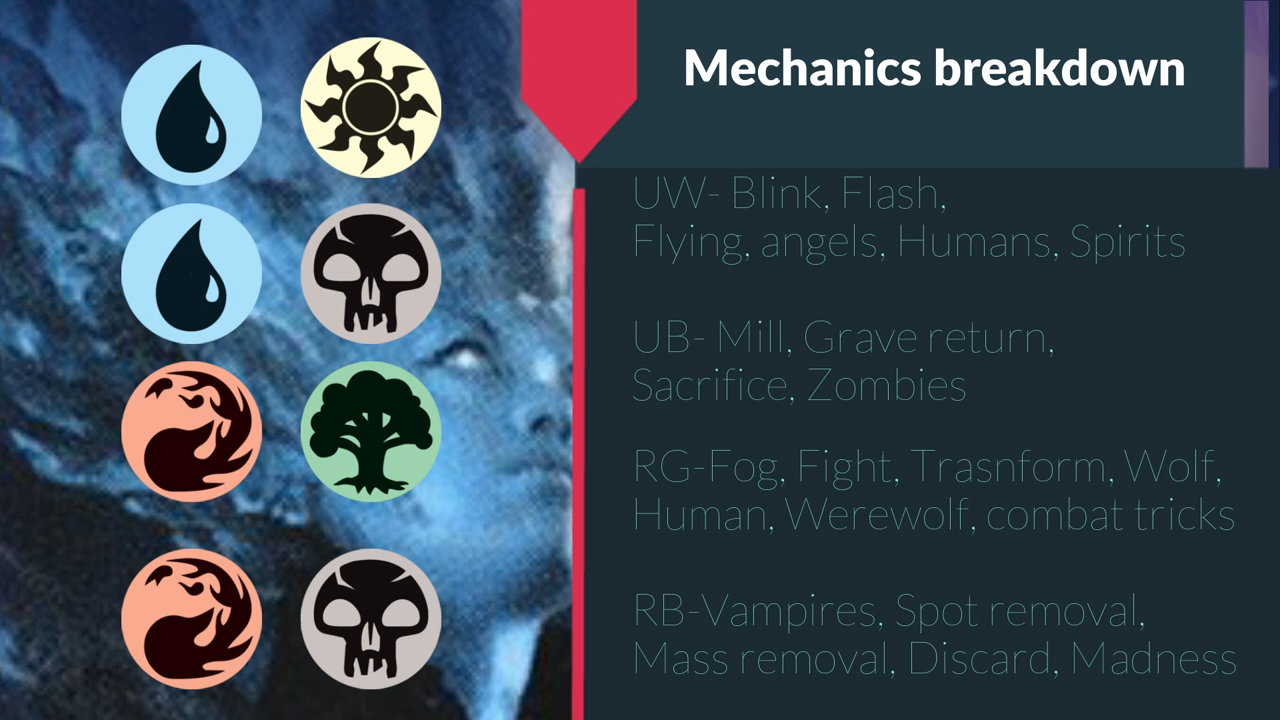 Mechanics breakdown
UW- Blink, Flash,
Flying, angels, Humans, Spirits
UB- Mill, Grave return,
Sacrifice, Zombies
RG-Fog, Fight, Trasnform, Wolf,
Human, Werewolf, combat tricks
RB-Vampires, Spot removal,
Mass removal, Discard, Madness